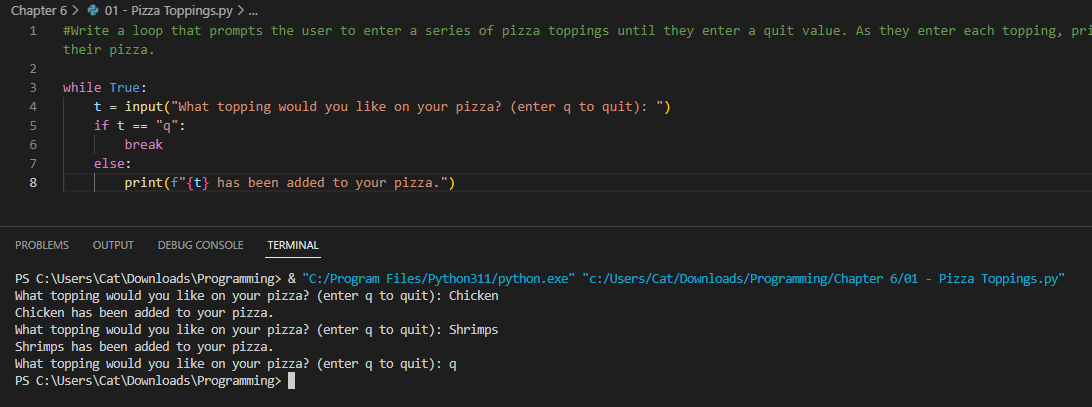 Chapter 6 > 01 - Pizza Toppings.py > ...
1 #Write a loop that prompts the user to enter a series of pizza toppings until they enter a quit value. As they enter each topping, pri
their pizza.
2
3 while True:
4 t = input("What topping would you like on your pizza? (enter q to quit): ")
5 if t == "q":
6 break
7 else:
8 print(f"{t} has been added to your pizza.")
PROBLEMS OUTPUT DEBUG CONSOLE TERMINAL
PS C:\Users\Cat\Downloads\Programming> & "C:/Program Files/Python311/python.exe" "c:/Users/Cat/Downloads/Programming/Chapter 6/01 - Pizza Toppings.py"
What topping would you like on your pizza? (enter q to quit): Chicken
Chicken has been added to your pizza.
What topping would you like on your pizza? (enter q to quit): Shrimps
Shrimps has been added to your pizza.
What topping would you like on your pizza? (enter q to quit): q
PS C:\Users\Cat\Downloads\Programming>